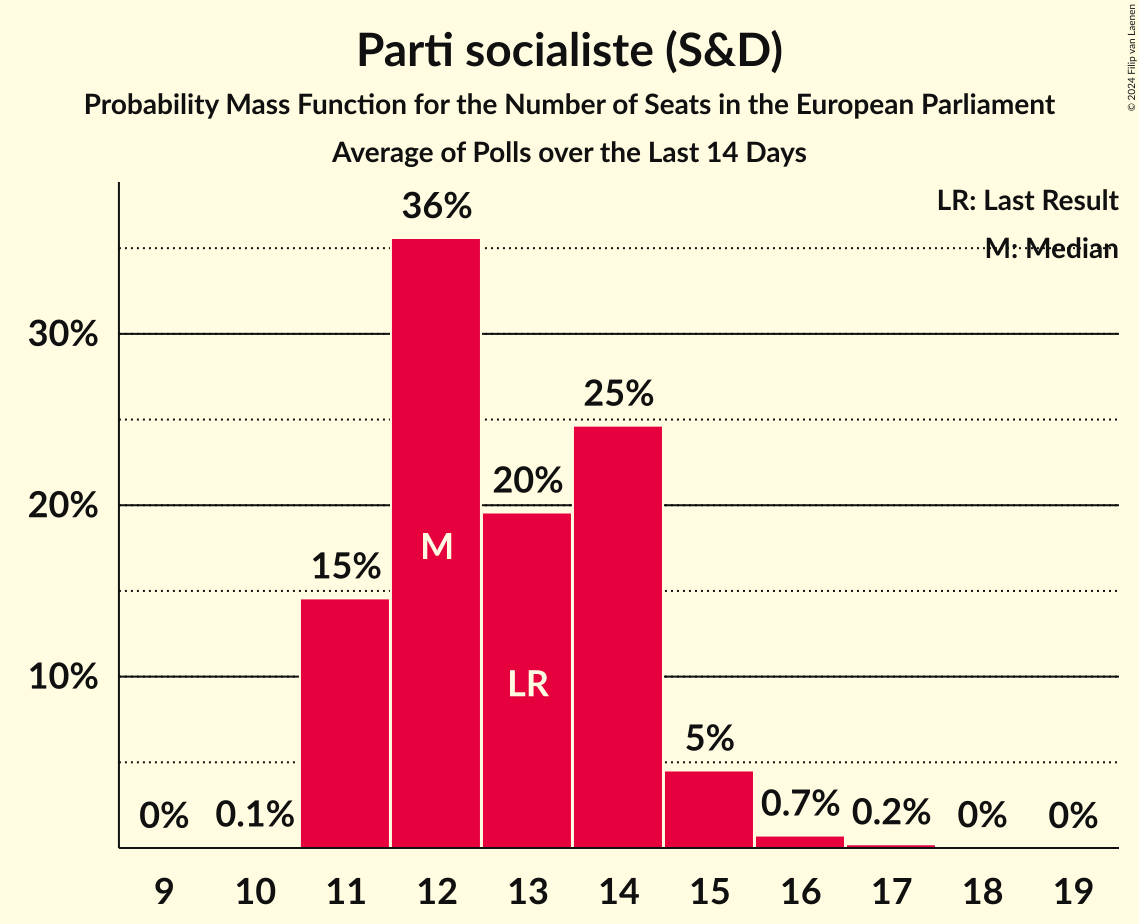 Parti socialiste (S&D)
Probability Mass Function for the Number of Seats in the European Parliament
Average of Polls over the Last 14 Days
© 2024 Filip van Laenen
LR: Last Result
M: Median
36%
30%
25%
20%
20%
15%
M
LR
10%
5%
0%
0.1%
0.7%
0.2%
0%
0%
9 10 11 12 13 14 15 16 17 18 19